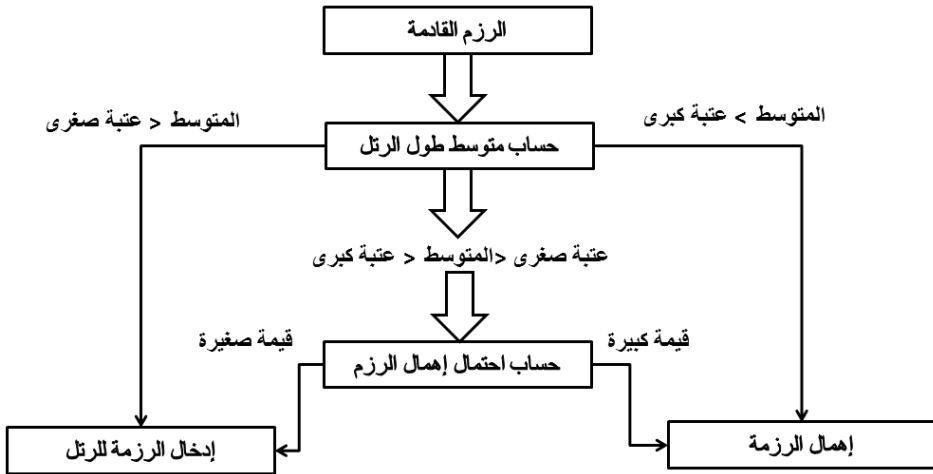 الرزم القادمة
المتوسط > عتبة كبرى
المتوسط < عتبة صغرى
حساب متوسط طول الرتل
عتبة صغرى <المتوسط < عتبة كبرى
قيمة كبيرة
قيمة صغيرة
حساب احتمال إهمال الرزم
إهمال الرزمة
إدخال الرزمة للرتل